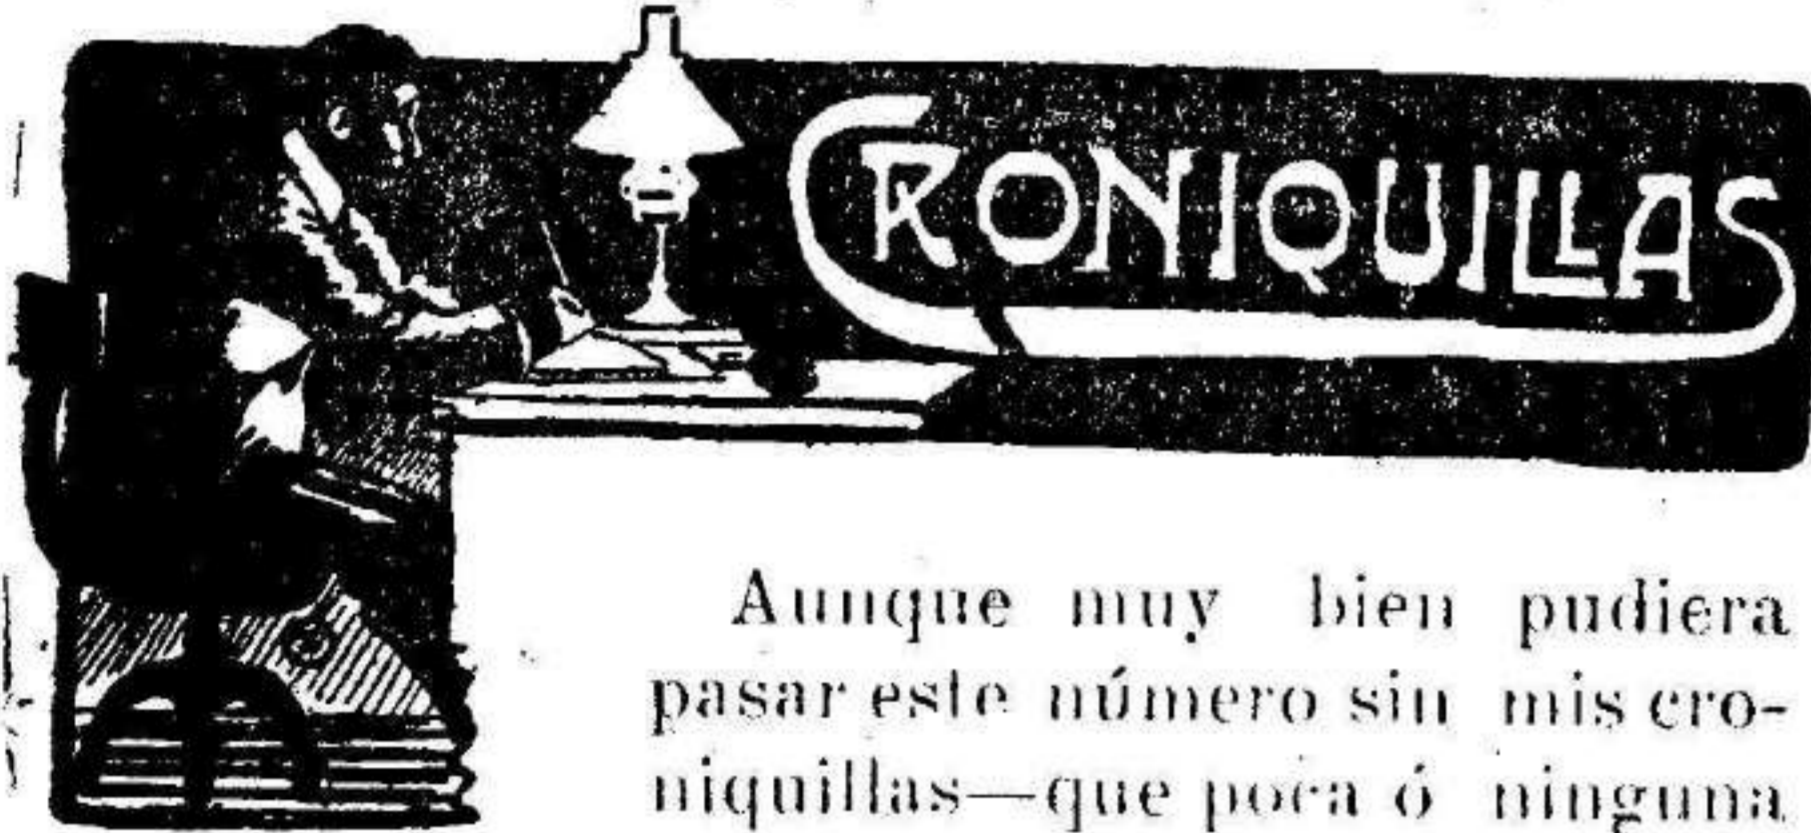 CRONIQUILLAS
Aunque muy bien pudiera
pasar este número sin mis cro-
niquillas—que poca ó ninguna